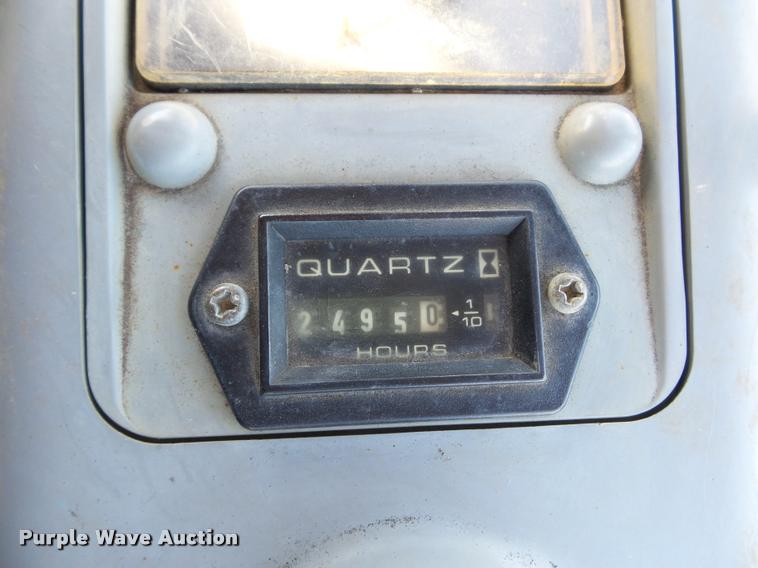 QUARTZ
2 4 9 5 0 ◂ 1/10
HOURS
Purple Wave Auction